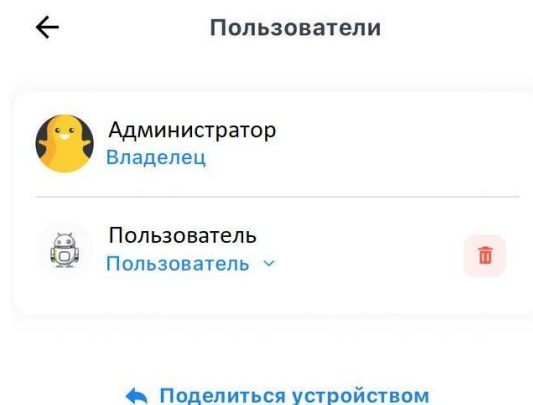 Пользователи
Администратор
Владелец
Пользователь
Пользователь
Поделиться устройством